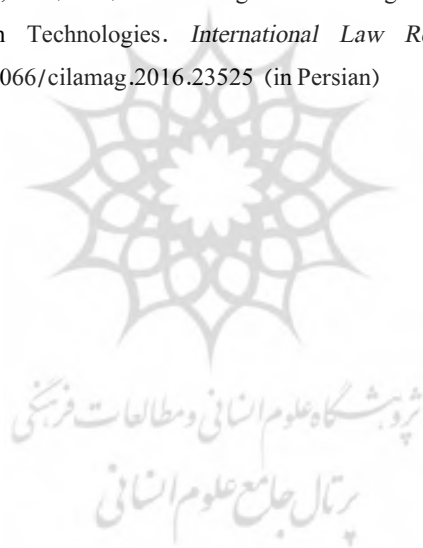 n Technologies. International Law Re
066/cilamag.2016.23525 (in Persian)
پژوهشگاه علوم انسانی و مطالعات فرهنگی
پرتال جامع علوم انسانی